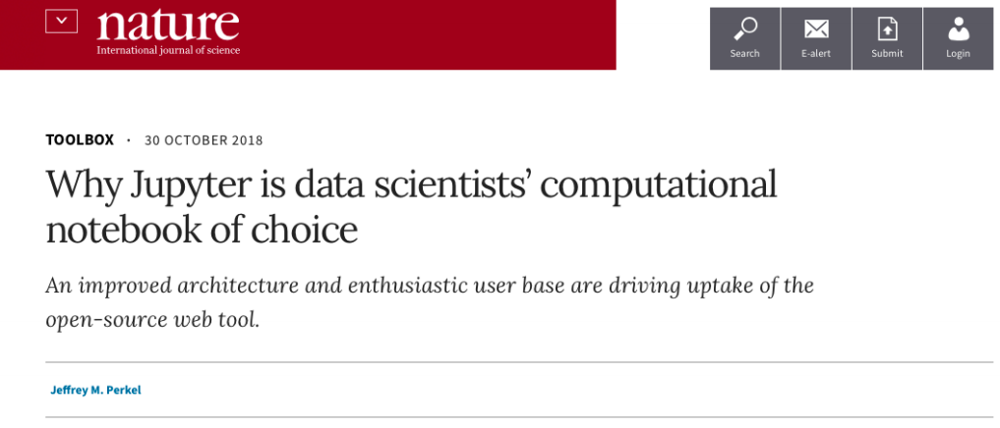 nature
International journal of science
Search
E-alert
Submit
Login
TOOLBOX · 30 OCTOBER 2018
Why Jupyter is data scientists’ computational
notebook of choice
An improved architecture and enthusiastic user base are driving uptake of the
open-source web tool.
Jeffrey M. Perkel